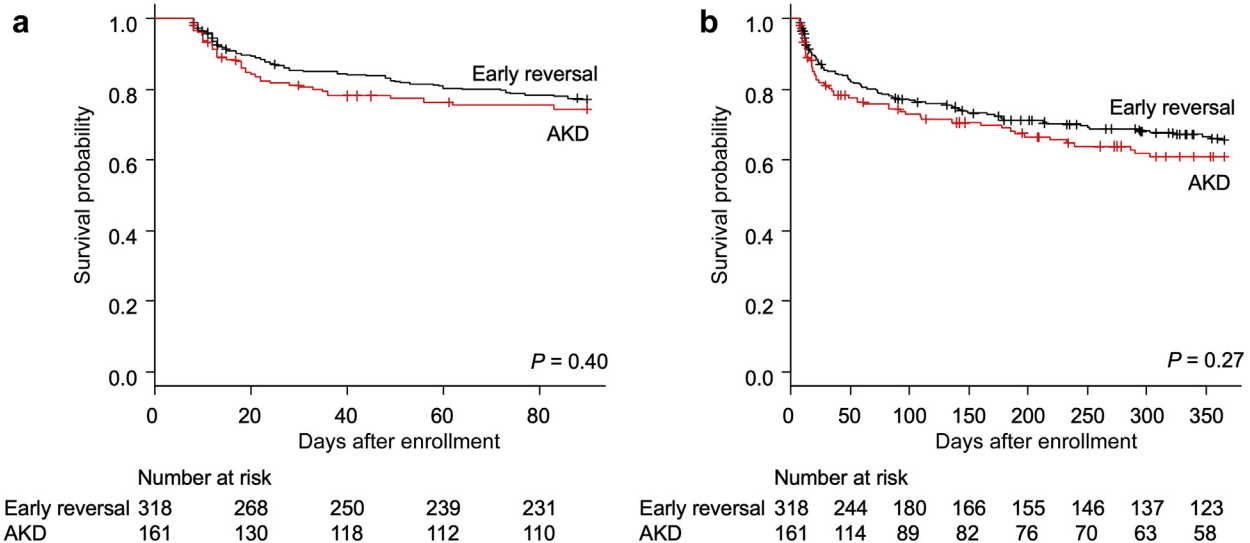 a
1.0
0.8
0.6
0.4
0.2
0.0
Survival probability
Early reversal
AKD
P = 0.40
0 20 40 60 80
Days after enrollment
Number at risk
Early reversal 318 268 250 239 231
AKD 161 130 118 112 110
b
1.0
0.8
0.6
0.4
0.2
0.0
Survival probability
Early reversal
AKD
P = 0.27
0 50 100 150 200 250 300 350
Days after enrollment
Number at risk
Early reversal 318 244 180 166 155 146 137 123
AKD 161 114 89 82 76 70 63 58